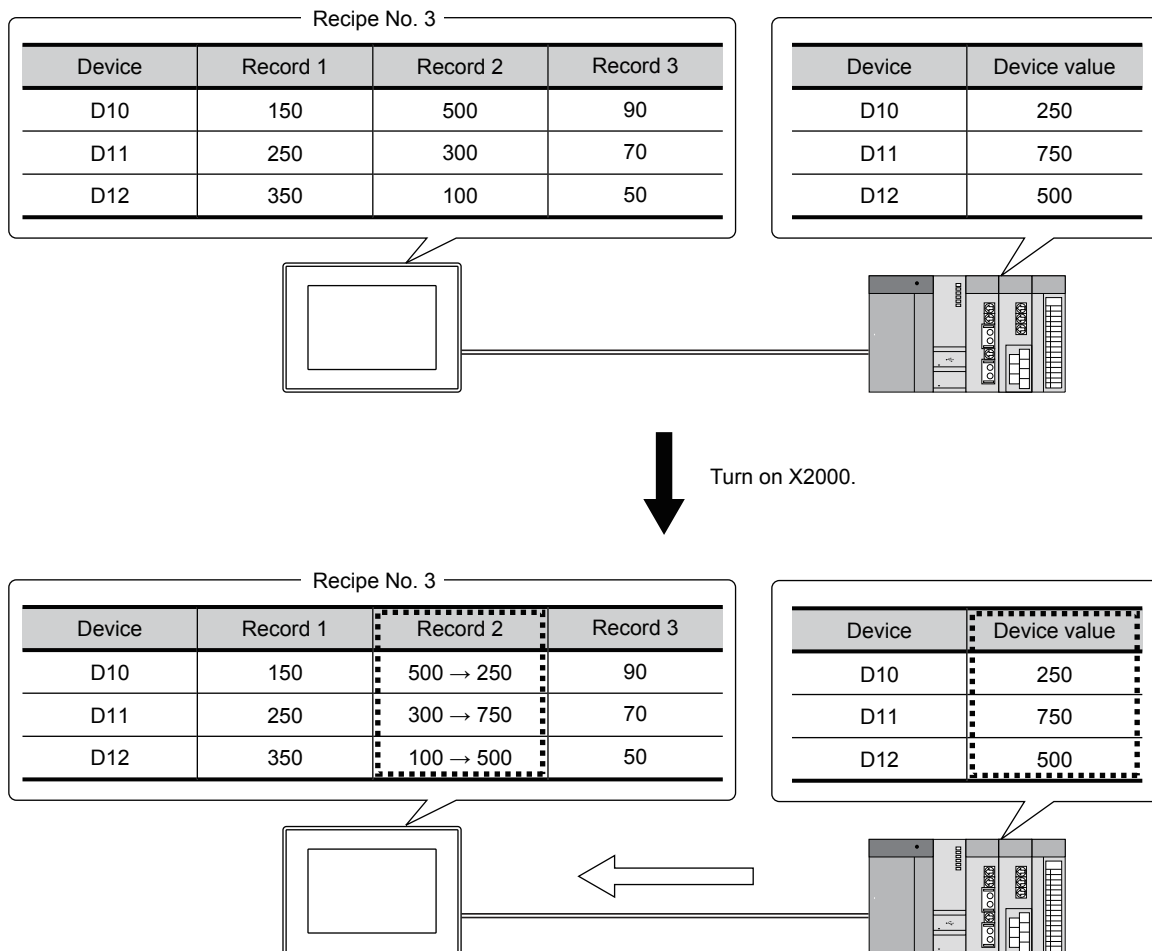 Recipe No. 3
Device Record 1 Record 2 Record 3
D10 150 500 90
D11 250 300 70
D12 350 100 50
Device Device value
D10 250
D11 750
D12 500
Turn on X2000.
Recipe No. 3
Device Record 1 Record 2 Record 3
D10 150 500 → 250 90
D11 250 300 → 750 70
D12 350 100 → 500 50
Device Device value
D10 250
D11 750
D12 500